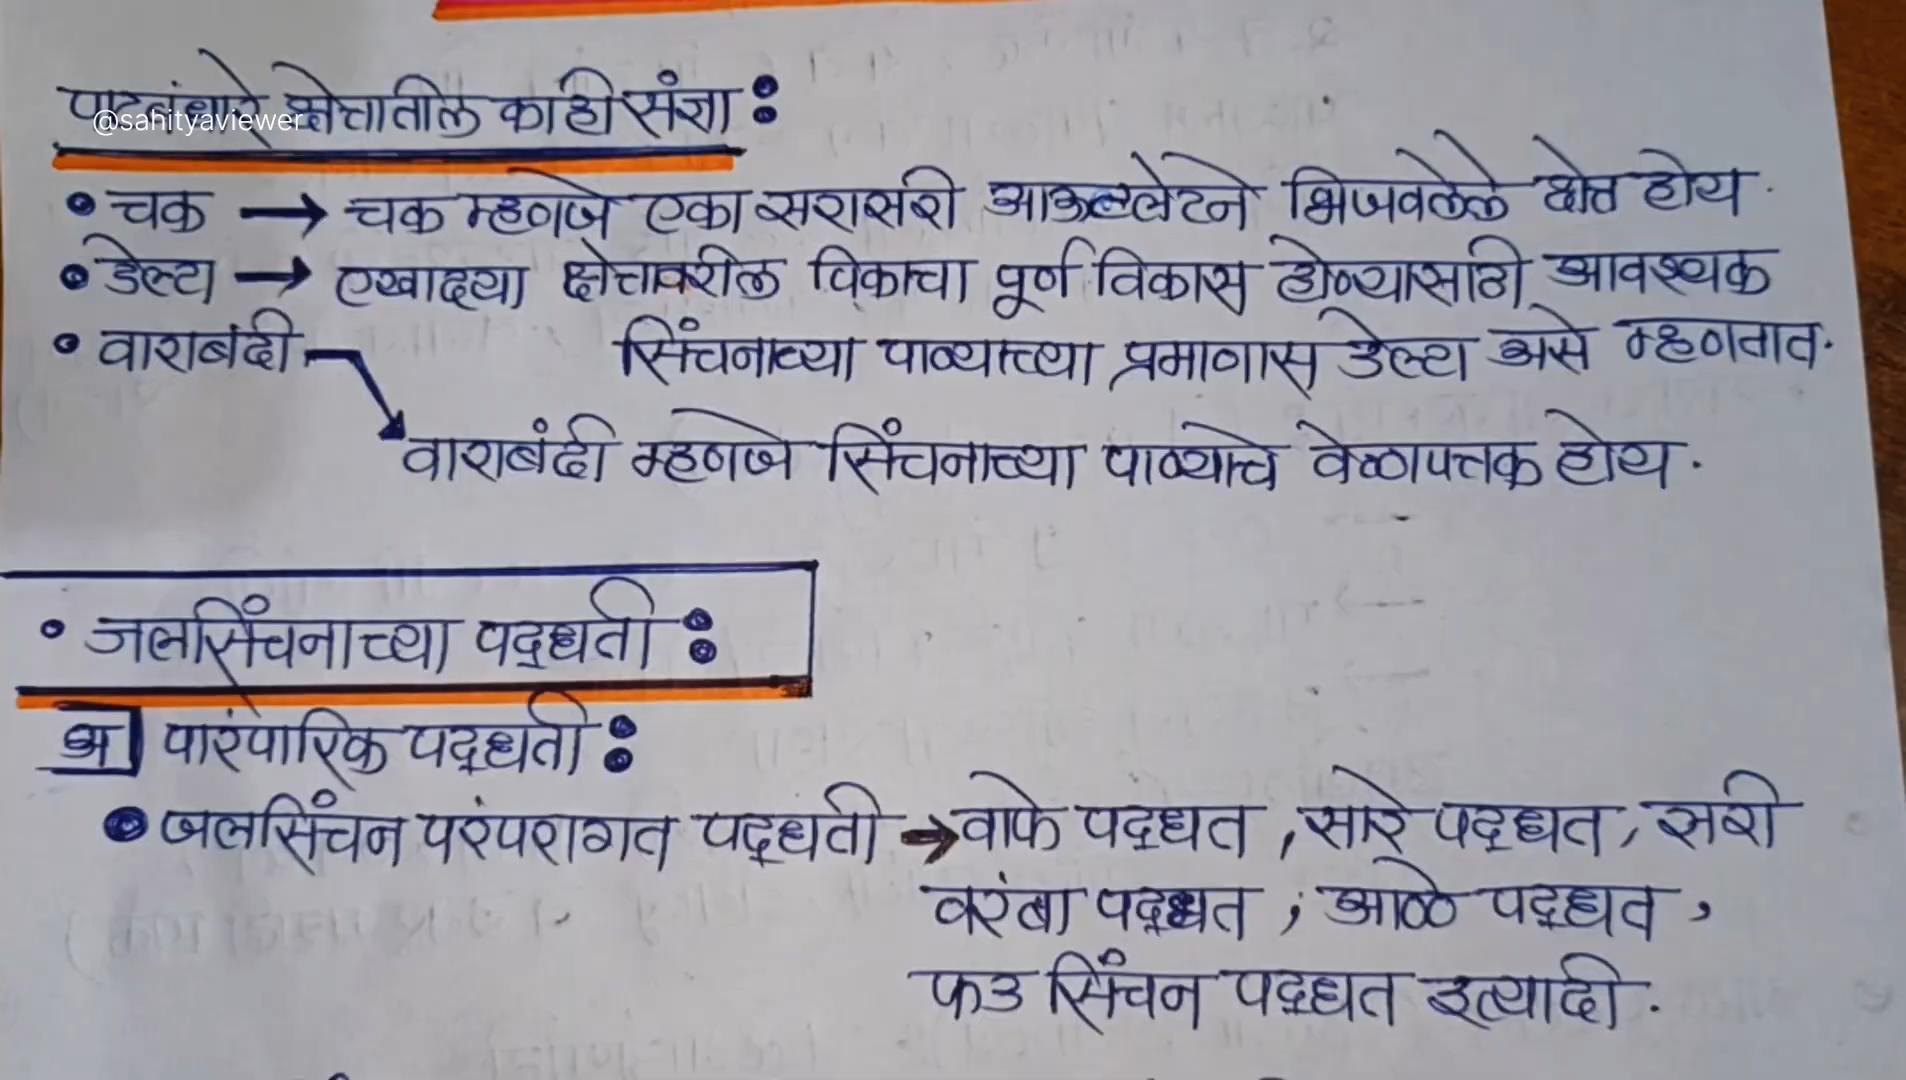 पाटबंधारे क्षेत्रातील काही संज्ञा :
@sahityaviewer
• चक → चक म्हणजे एका सरासरी आऊटलेटने भिजवलेले क्षेत्र होय.
• डेल्टा → एखाद्या क्षेत्रावरील पिकाचा पूर्ण विकास होण्यासाठी आवश्यक
• वाराबंदी सिंचनाच्या पाण्याच्या प्रमाणास डेल्टा असे म्हणतात.
वाराबंदी म्हणजे सिंचनाच्या पाण्याचे वेळापत्रक होय.
• जलसिंचनाच्या पद्धती :
अ पारंपारिक पद्धती :
• जलसिंचन परंपरागत पद्धती → वाफे पद्धत, सारे पद्धत, सरी
वरंबा पद्धत, आळे पद्धत,
फड सिंचन पद्धत इत्यादी.